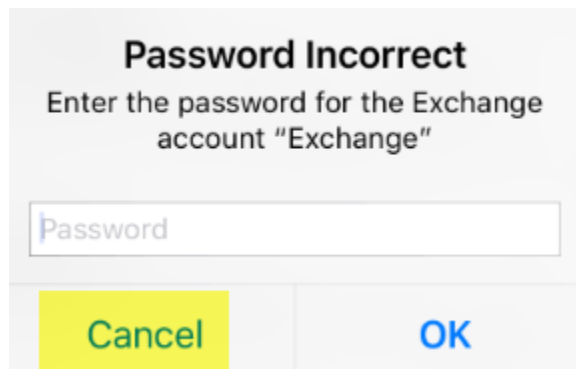 Password Incorrect
Enter the password for the Exchange
account “Exchange”
Password
Cancel
OK